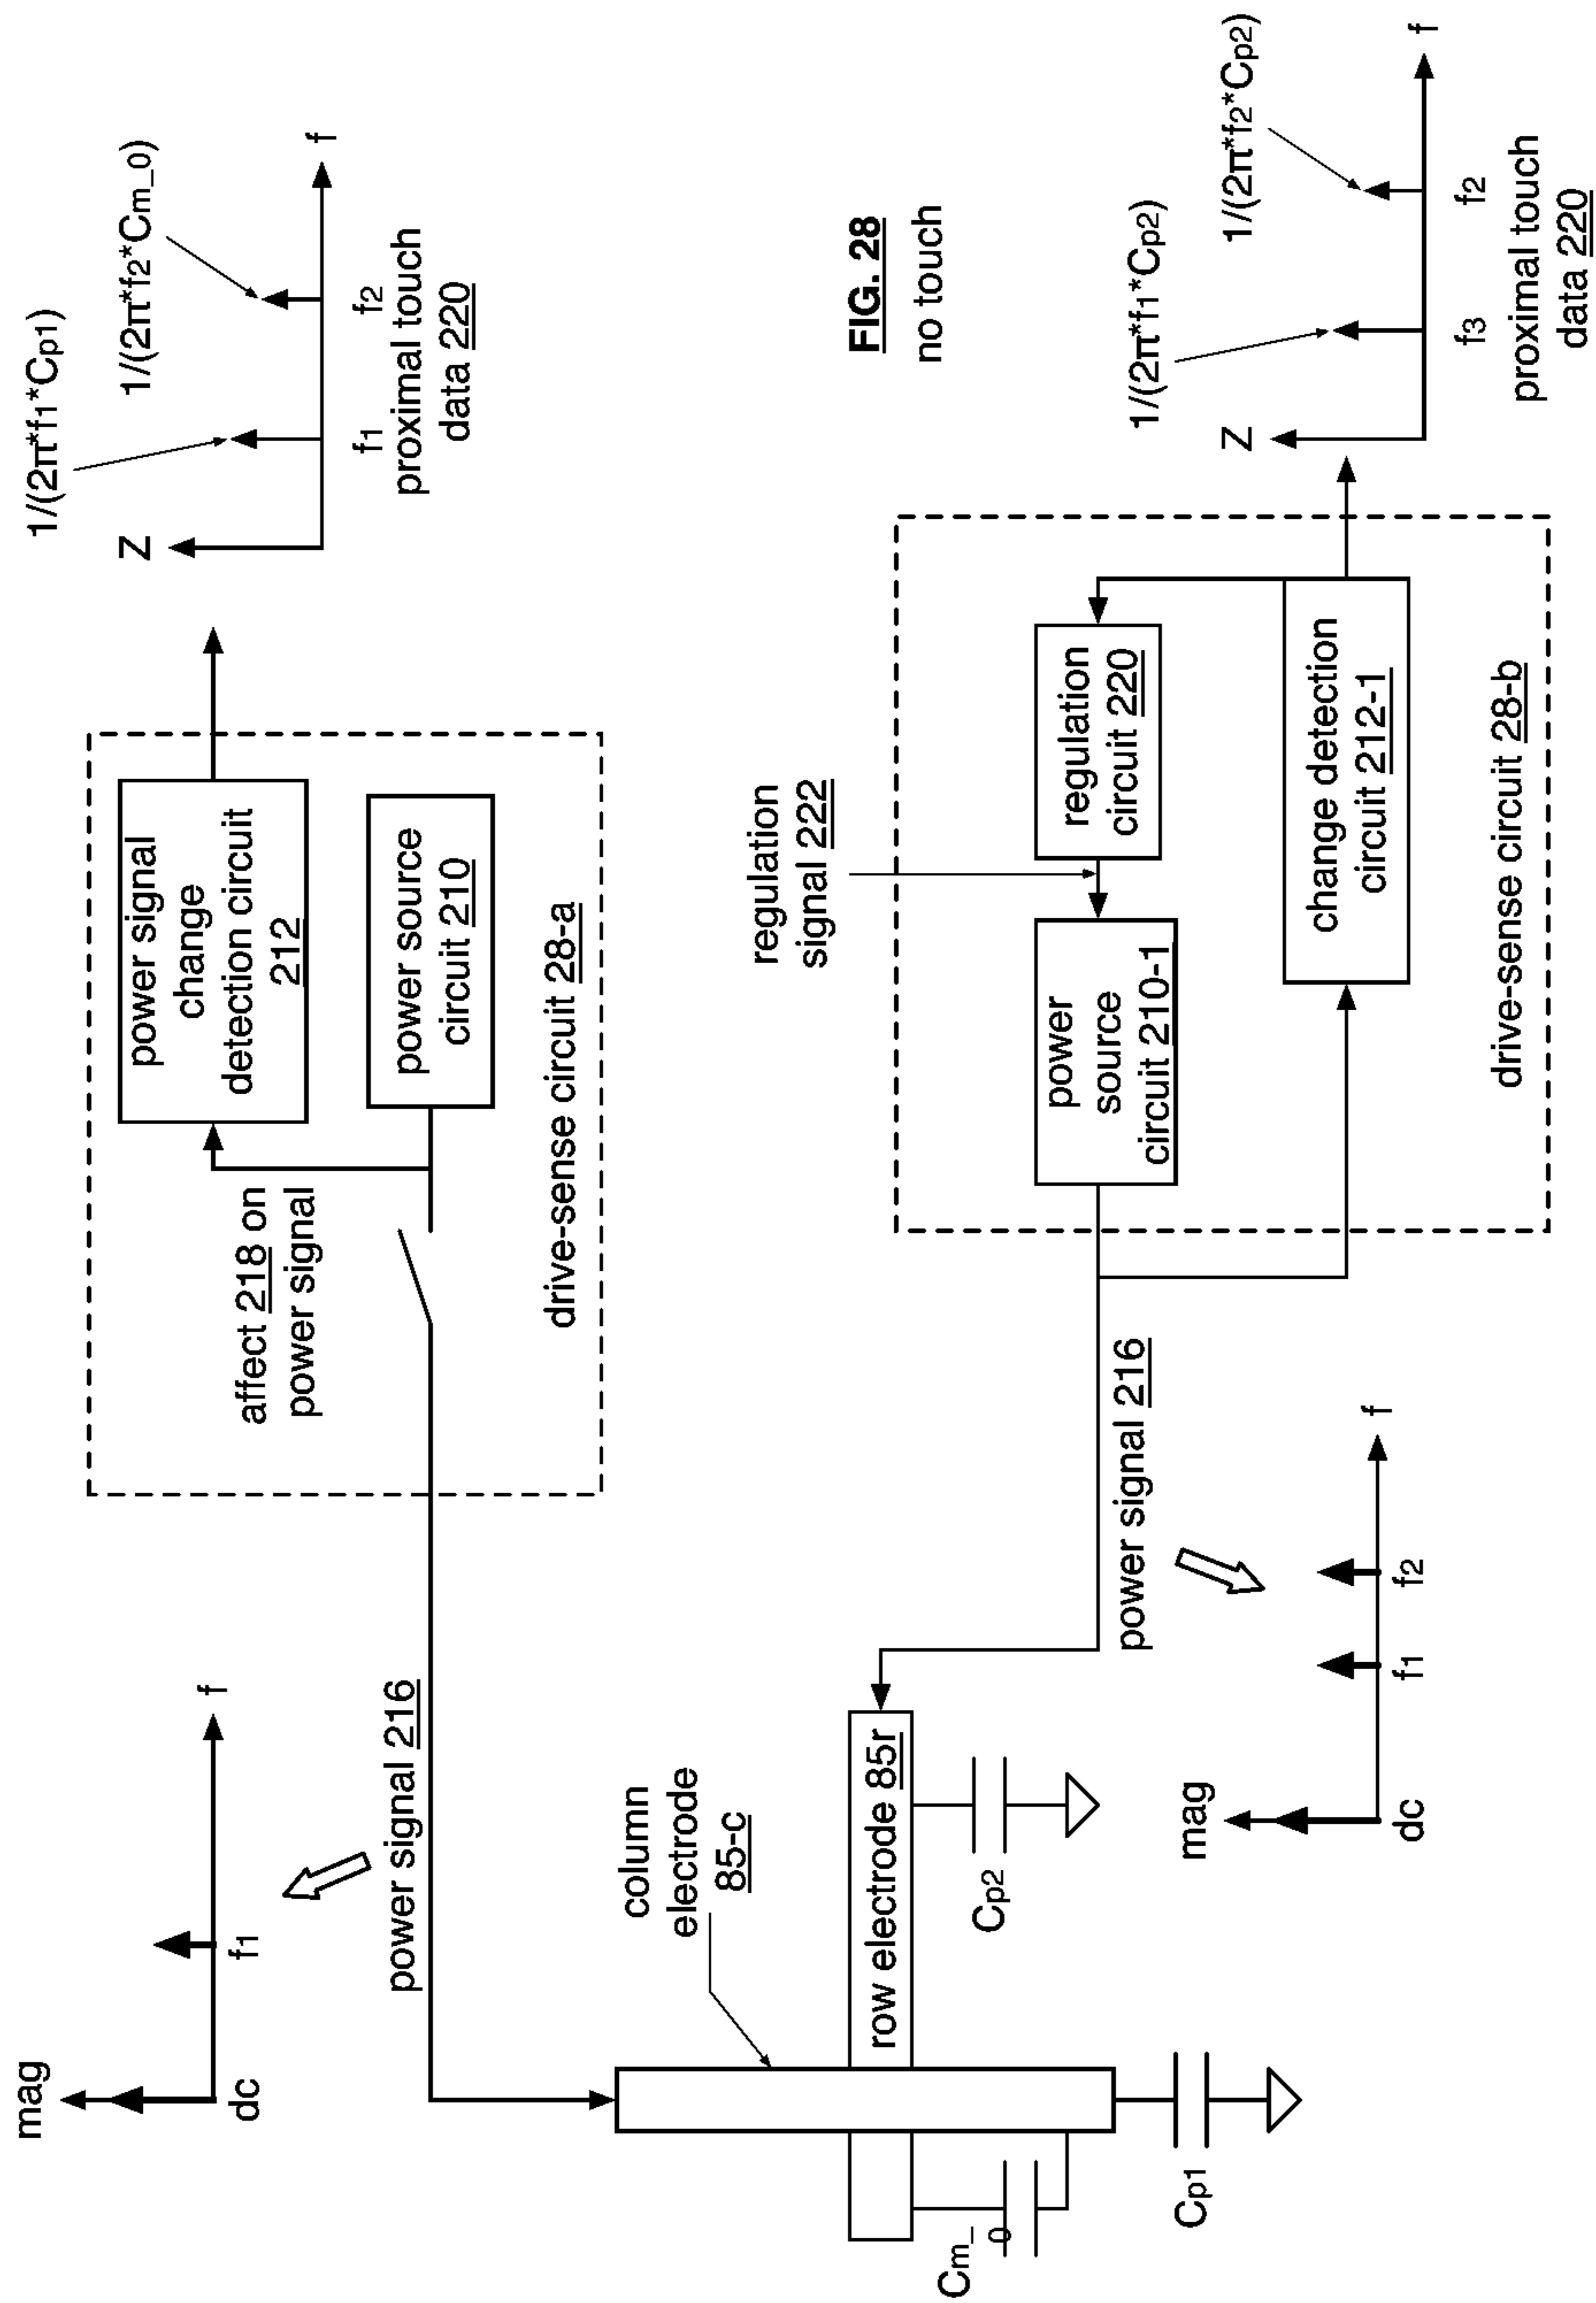 mag
dc
f1
f
power signal 216
affect 218 on
power signal
power signal
change
detection circuit
212
power source
circuit 210
drive-sense circuit 28-a
Z
1/(2π*f1*Cp1)
1/(2π*f2*Cm_0)
f
f1
f2
proximal touch
data 220
column
electrode
85-c
row electrode 85r
Cm_
0
Cp1
Cp2
FIG. 28
no touch
regulation
signal 222
power
source
circuit 210-1
regulation
circuit 220
change detection
circuit 212-1
drive-sense circuit 28-b
power signal 216
mag
dc
f1
f2
f
Z
1/(2π*f1*Cp2)
1/(2π*f2*Cp2)
f
f3
f2
proximal touch
data 220